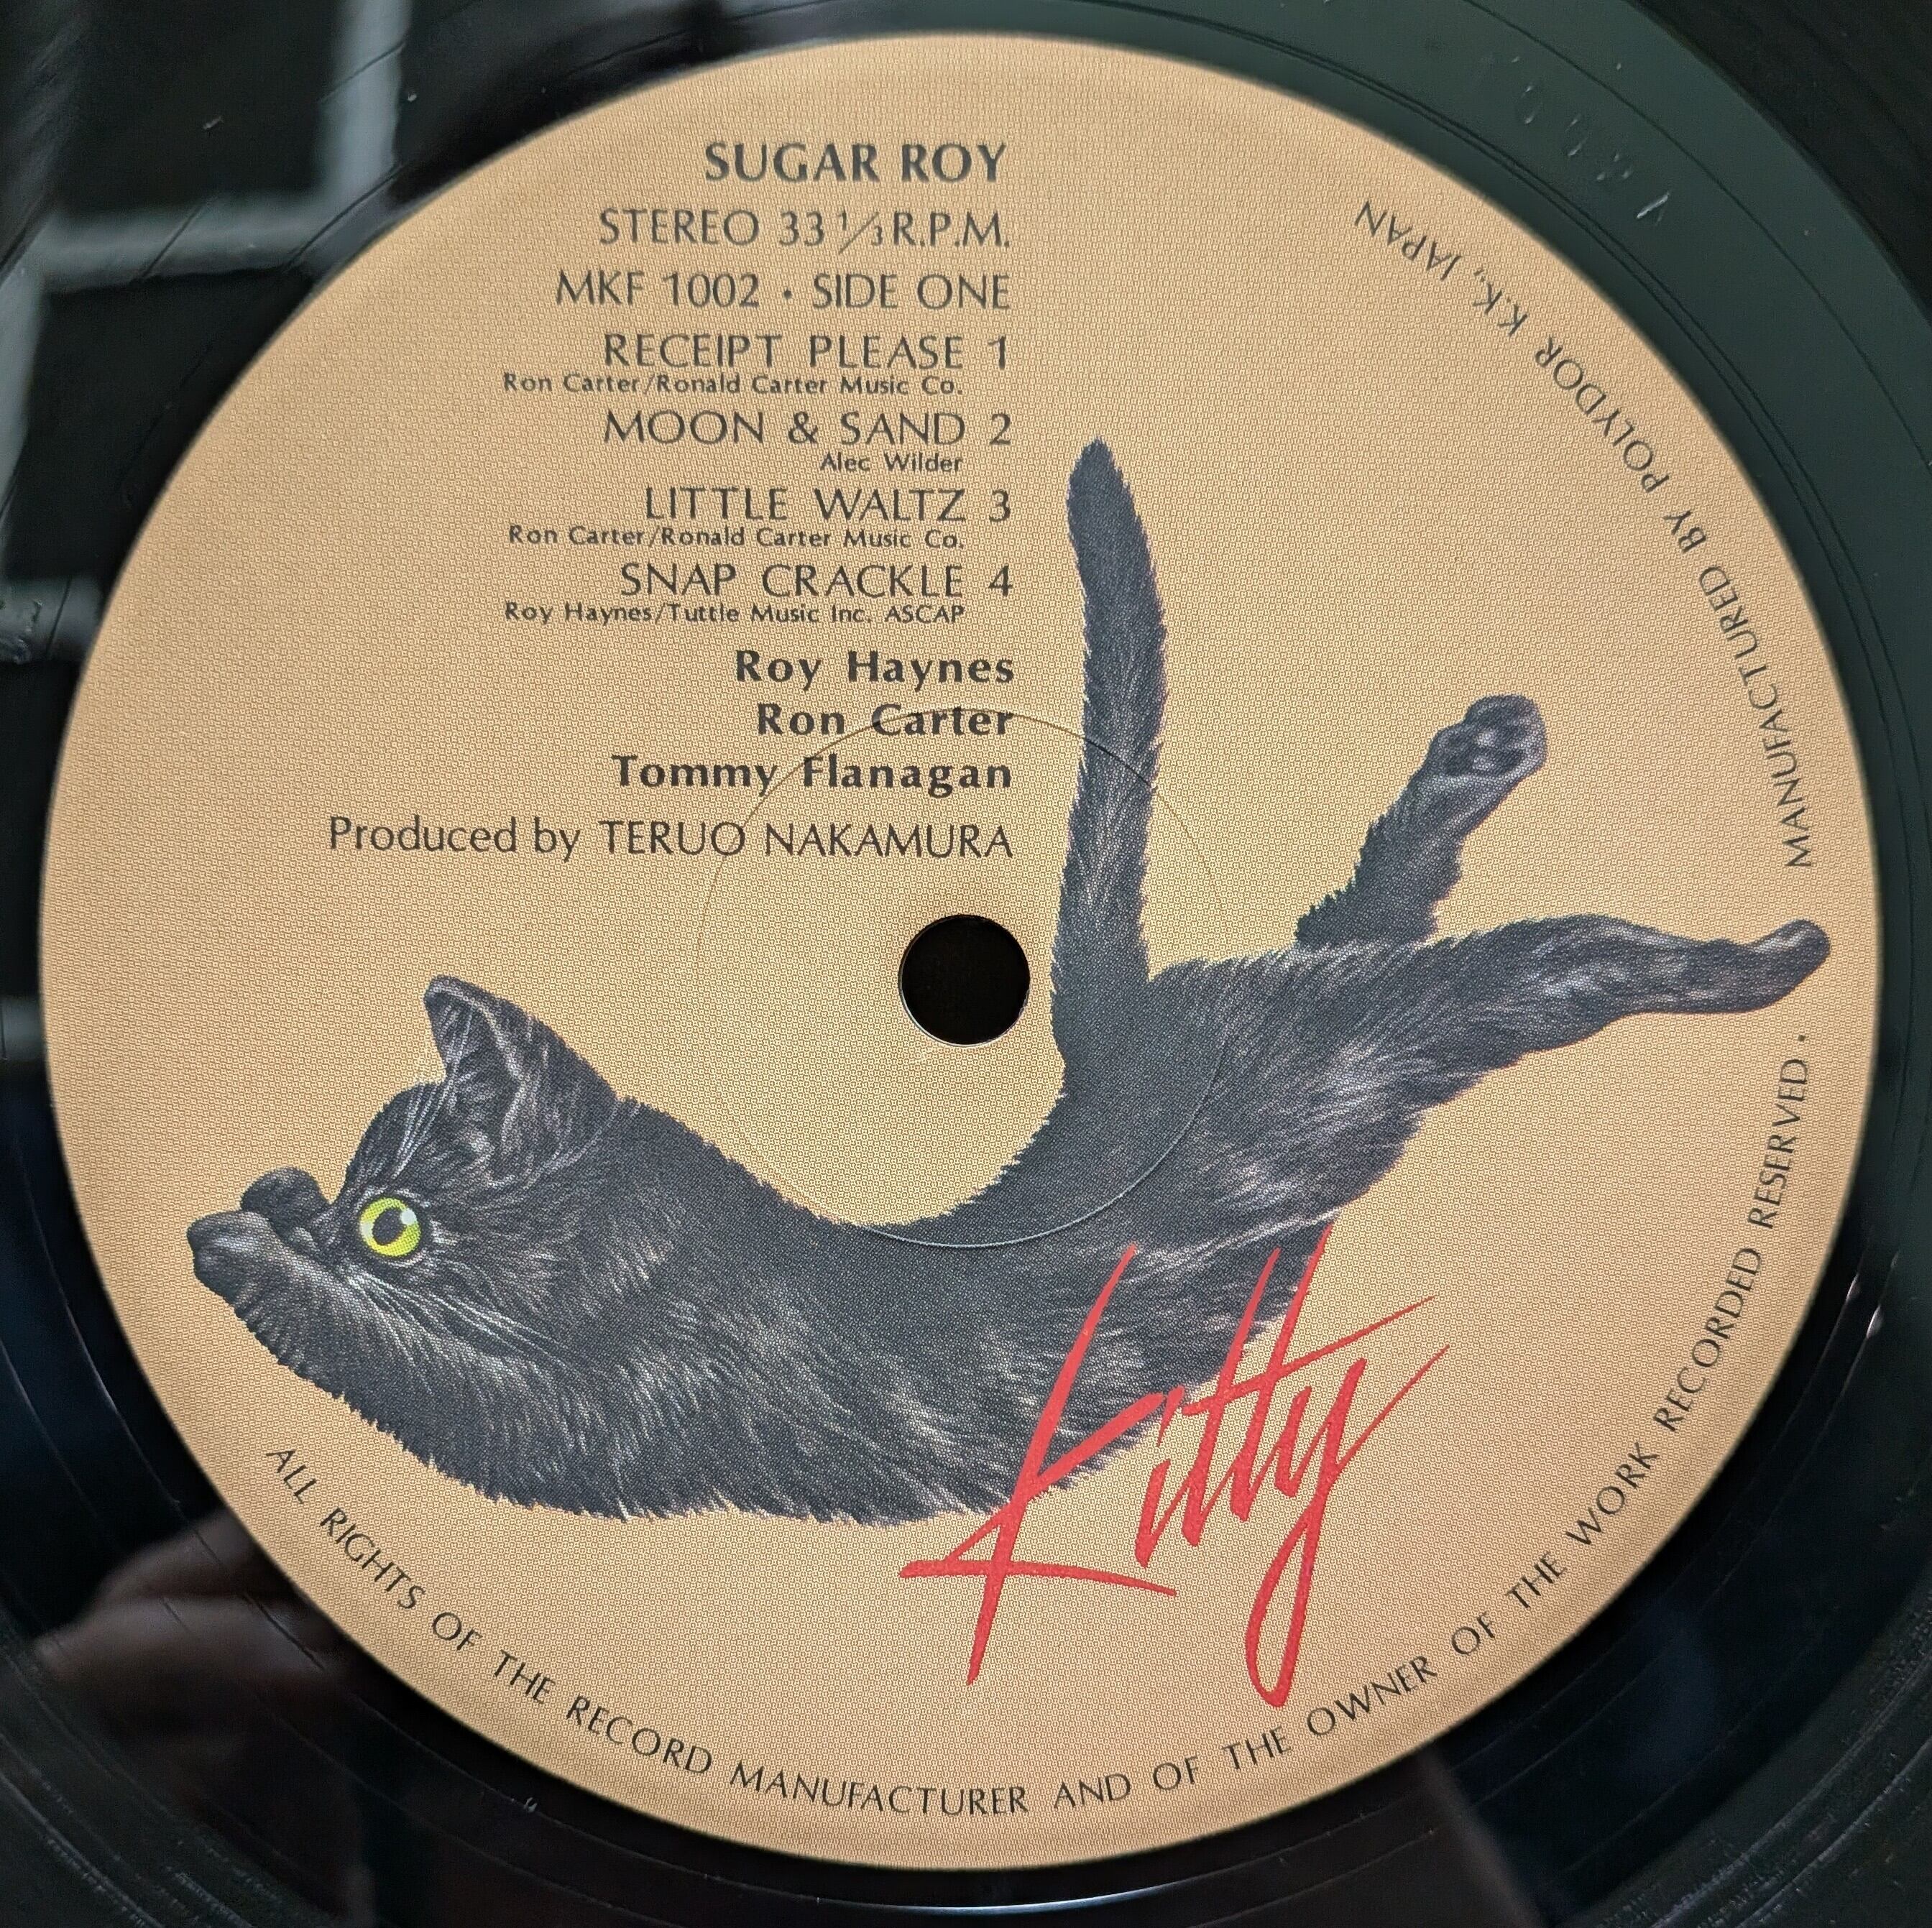 SUGAR ROY
STEREO 33 1/3 R.P.M.
MKF 1002 · SIDE ONE
RECEIPT PLEASE 1
Ron Carter/Ronald Carter Music Co.
MOON & SAND 2
Alec Wilder
LITTLE WALTZ 3
Ron Carter/Ronald Carter Music Co.
SNAP CRACKLE 4
Roy Haynes/Tuttle Music Inc. ASCAP
Roy Haynes
Ron Carter
Tommy Flanagan
Produced by TERUO NAKAMURA
Kitty
ALL RIGHTS OF THE RECORD MANUFACTURER AND OF THE OWNER OF THE WORK RECORDED RESERVED · MANUFACTURED BY POLYDOR K.K., JAPAN